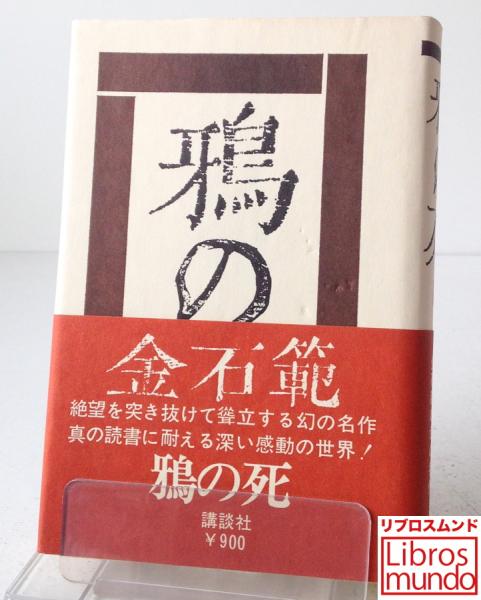 鴉の
金石範
絶望を突き抜けて聳立する幻の名作
真の読書に耐える深い感動の世界!
鴉の死
講談社
¥900
リブロスムンド
Libros
mundo